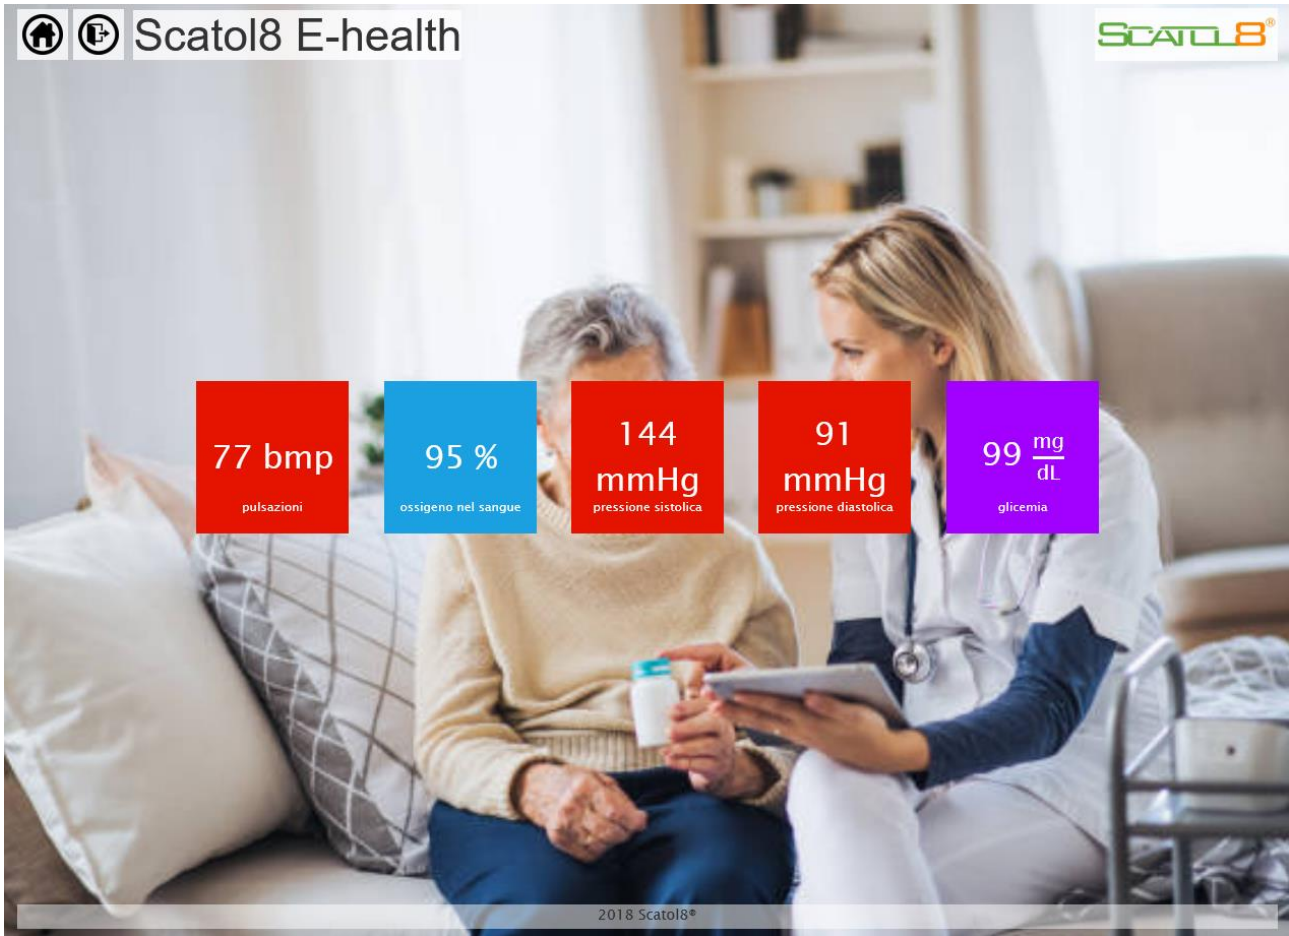 Scatol8 E-health
SCATOL8®
77 bmp
pulsazioni
95 %
ossigeno nel sangue
144
mmHg
pressione sistolica
91
mmHg
pressione diastolica
99 mg/dL
glicemia
2018 Scatol8®